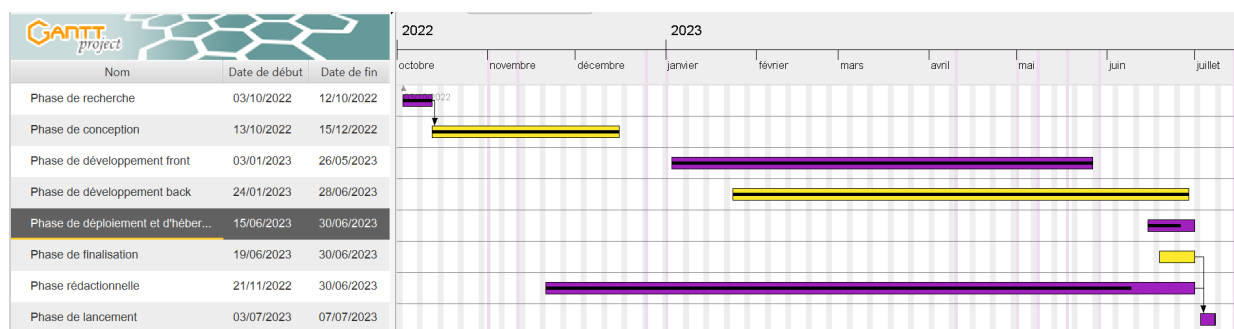 GANTT
project
2022 2023
Nom Date de début Date de fin
octobre novembre décembre janvier février mars avril mai juin juillet
Phase de recherche 03/10/2022 12/10/2022
Phase de conception 13/10/2022 15/12/2022
Phase de développement front 03/01/2023 26/05/2023
Phase de développement back 24/01/2023 28/06/2023
Phase de déploiement et d'héber... 15/06/2023 30/06/2023
Phase de finalisation 19/06/2023 30/06/2023
Phase rédactionnelle 21/11/2022 30/06/2023
Phase de lancement 03/07/2023 07/07/2023